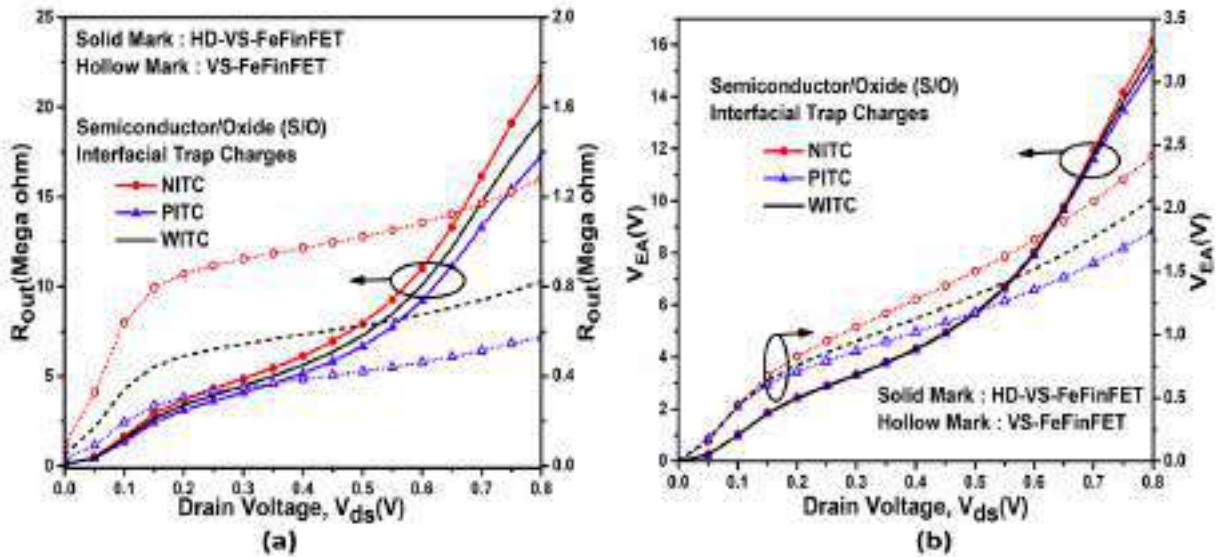 Solid Mark : HD-VS-FeFinFET
Hollow Mark : VS-FeFinFET
Semiconductor/Oxide (S/O)
Interfacial Trap Charges
NITC
PITC
WITC
Rout(Mega ohm)
25
20
15
10
5
0
2.0
1.6
1.2
0.8
0.4
0.0
Rout(Mega ohm)
0.0 0.1 0.2 0.3 0.4 0.5 0.6 0.7 0.8
Drain Voltage, Vds(V)
(a)
Semiconductor/Oxide (S/O)
Interfacial Trap Charges
NITC
PITC
WITC
Solid Mark : HD-VS-FeFinFET
Hollow Mark : VS-FeFinFET
VEA(V)
16
14
12
10
8
6
4
2
0
3.5
3.0
2.5
2.0
1.5
1.0
0.5
0.0
VEA(V)
0.0 0.1 0.2 0.3 0.4 0.5 0.6 0.7 0.8
Drain Voltage, Vds(V)
(b)